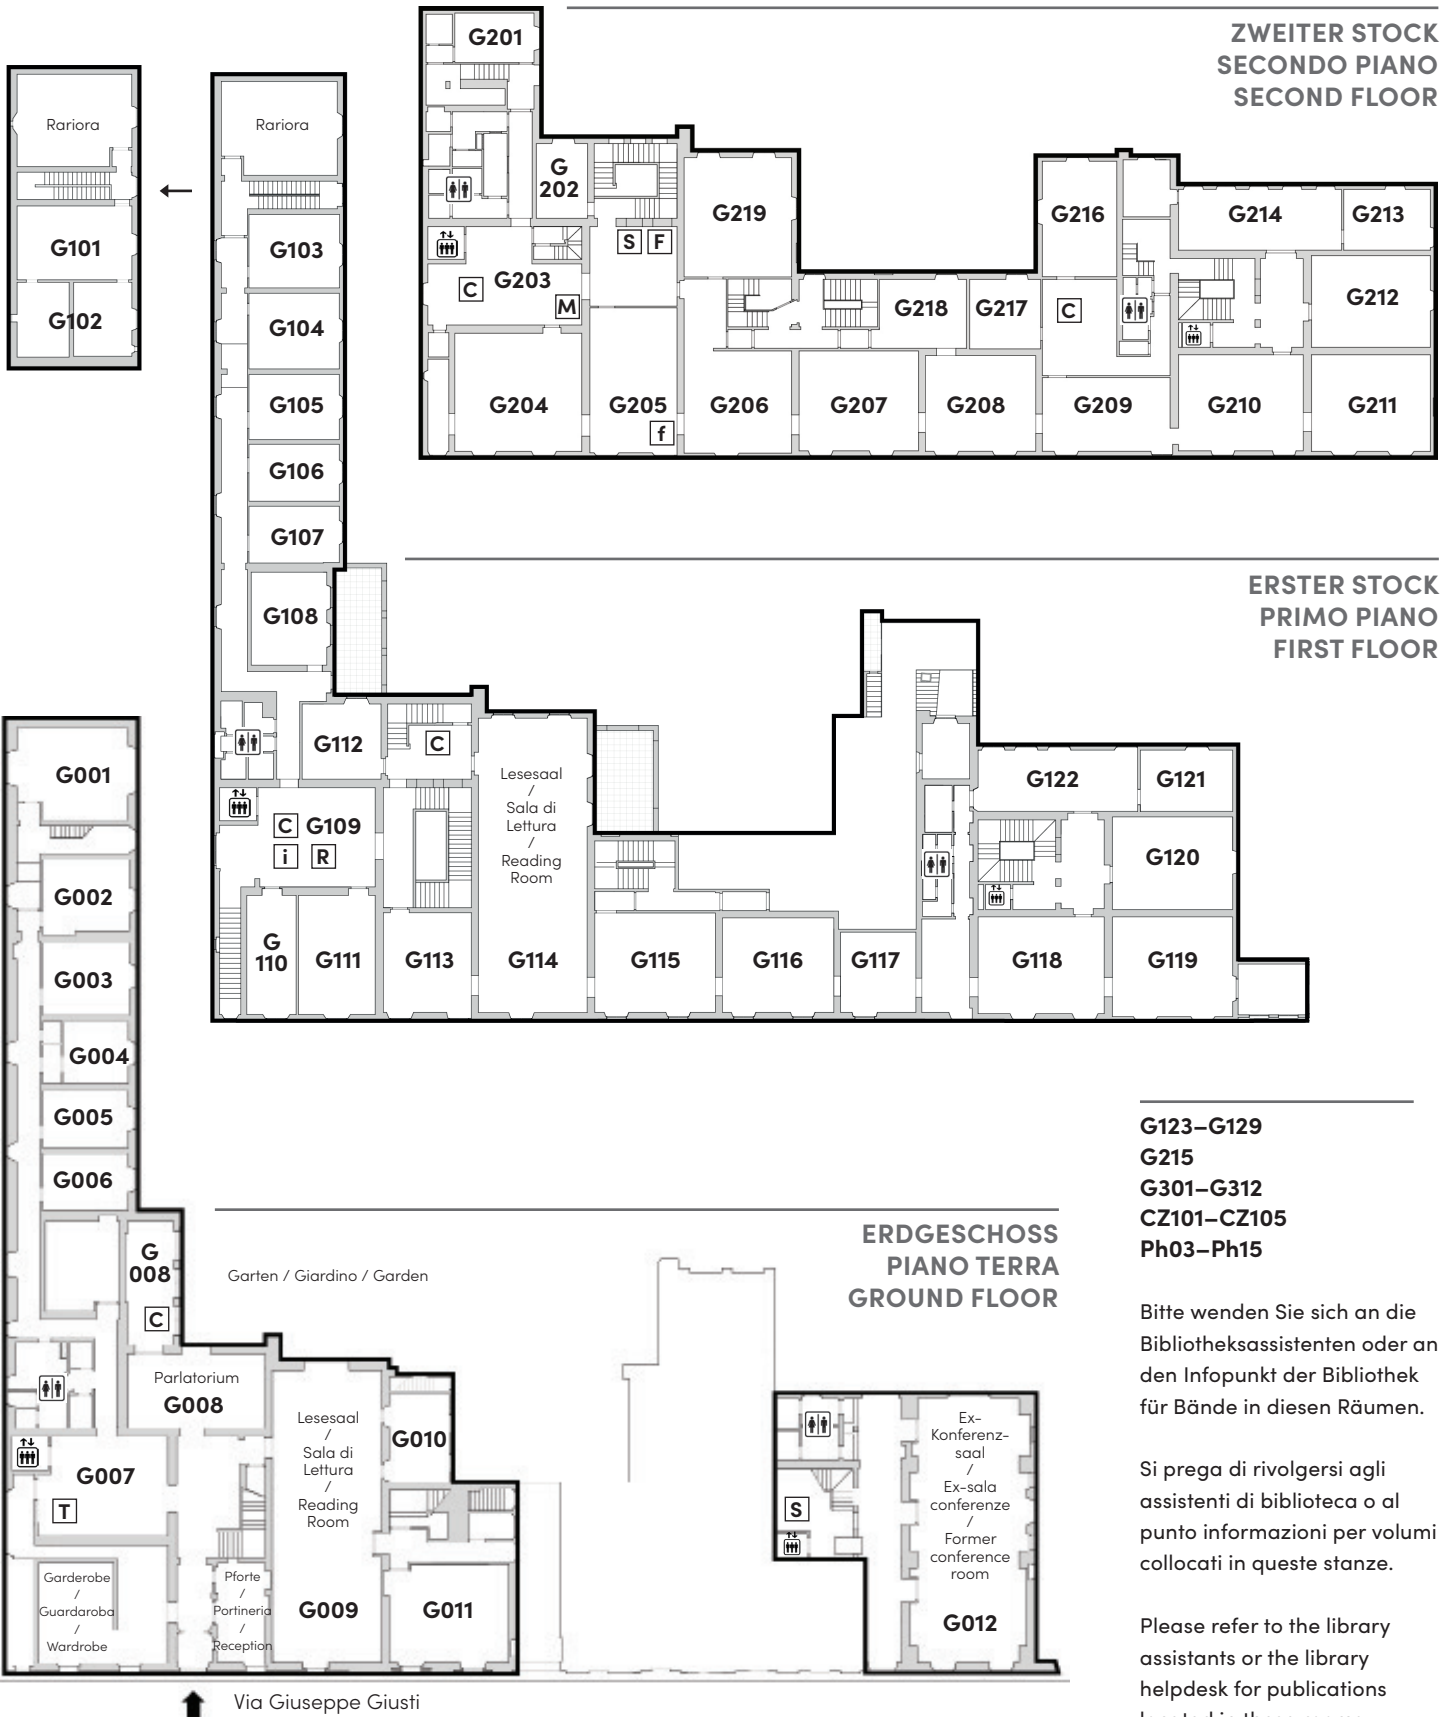 ZWEITER STOCK
SECONDO PIANO
SECOND FLOOR
G201
G
202
G219
G216
G214
G213
S F
C G203
M
G218
G217
C
G212
G204
G205
f
G206
G207
G208
G209
G210
G211
Rariora
G101
G102
Rariora
G103
G104
G105
G106
G107
G108
ERSTER STOCK
PRIMO PIANO
FIRST FLOOR
G112
C
Lesesaal
/
Sala di
Lettura
/
Reading
Room
G122
G121
C G109
i R
G120
G
110
G111
G113
G114
G115
G116
G117
G118
G119
G001
G002
G003
G004
G005
G006
ERDGESCHOSS
PIANO TERRA
GROUND FLOOR
G
008
C
Garten / Giardino / Garden
Parlatorium
G008
G007
T
Lesesaal
/
Sala di
Lettura
/
Reading
Room
G009
G010
G011
Garderobe
/
Guardaroba
/
Wardrobe
Pforte
/
Portineria
/
Reception
S
Ex-
Konferenz-
saal
/
Ex-sala
conferenze
/
Former
conference
room
G012
Via Giuseppe Giusti
G123–G129
G215
G301–G312
CZ101–CZ105
Ph03–Ph15
Bitte wenden Sie sich an die
Bibliotheksassistenten oder an
den Infopunkt der Bibliothek
für Bände in diesen Räumen.
Si prega di rivolgersi agli
assistenti di biblioteca o al
punto informazioni per volumi
collocati in queste stanze.
Please refer to the library
assistants or the library
helpdesk for publications